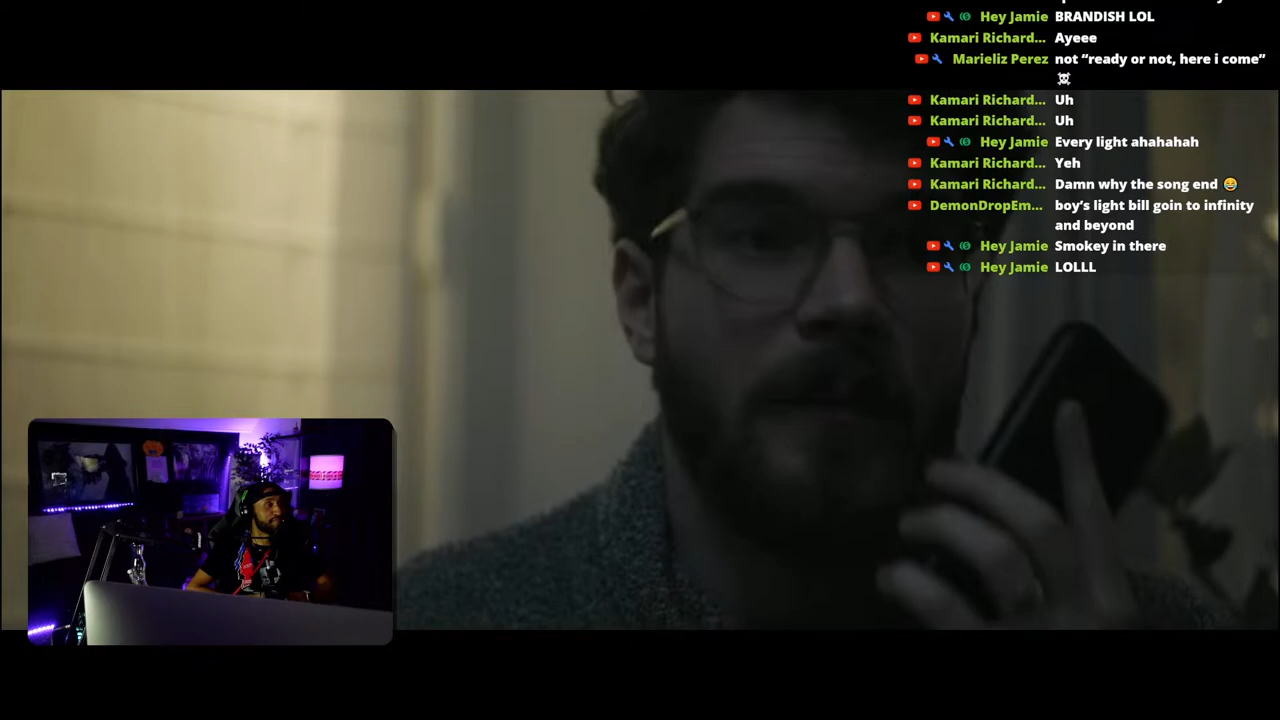 Hey Jamie BRANDISH LOL
Kamari Richard... Ayeee
Marieliz Perez not “ready or not, here i come”
☠️
Kamari Richard... Uh
Kamari Richard... Uh
Hey Jamie Every light ahahahah
Kamari Richard... Yeh
Kamari Richard... Damn why the song end 😂
DemonDropEm... boy’s light bill goin to infinity
and beyond
Hey Jamie Smokey in there
Hey Jamie LOLLL